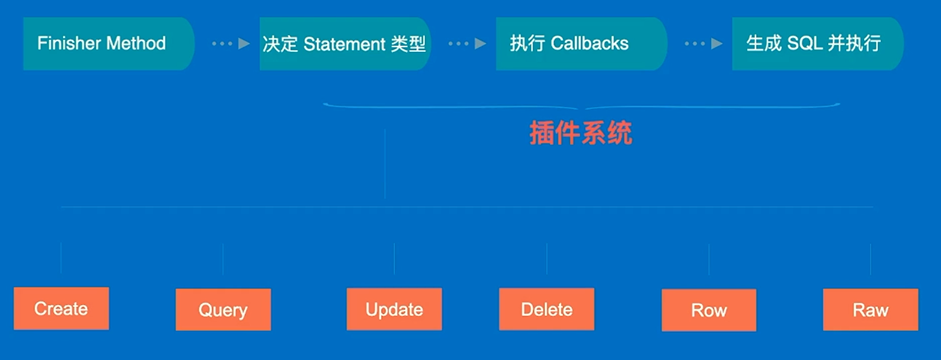 Finisher Method
决定 Statement 类型
执行 Callbacks
生成 SQL 并执行
插件系统
Create
Query
Update
Delete
Row
Raw